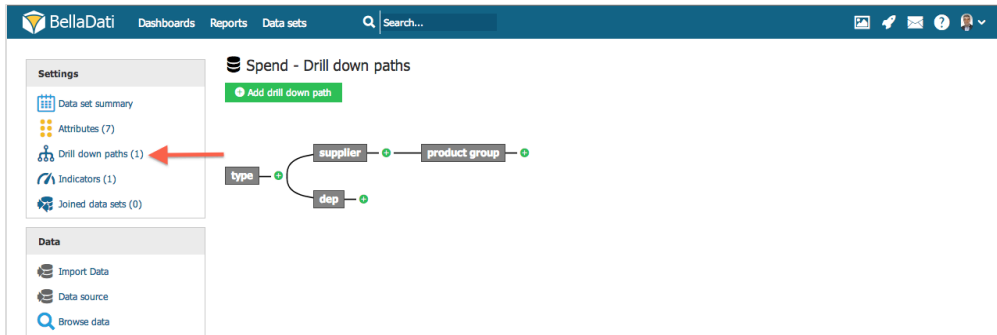 BellaDati Dashboards Reports Data sets Search...
Settings
Data set summary
Attributes (7)
Drill down paths (1)
Indicators (1)
Joined data sets (0)
Data
Import Data
Data source
Browse data
Spend - Drill down paths
Add drill down path
supplier product group
type
dep